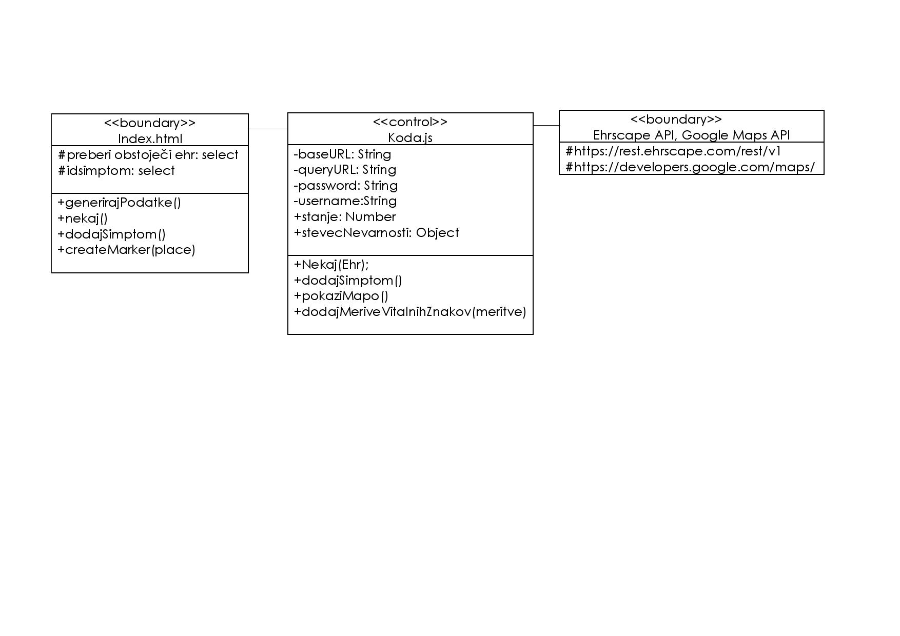 <<boundary>>
Index.html
#preberi obstoječi ehr: select
#idsimptom: select
+generirajPodatke()
+nekaj()
+dodajSimptom()
+createMarker(place)
<<control>>
Koda.js
-baseURL: String
-queryURL: String
-password: String
-username:String
+stanje: Number
+stevecNevarnosti: Object
+Nekaj(Ehr);
+dodajSimptom()
+pokaziMapo()
+dodajMeriveVitalnihZnakov(meritve)
<<boundary>>
Ehrscape API, Google Maps API
#https://rest.ehrscape.com/rest/v1
#https://developers.google.com/maps/